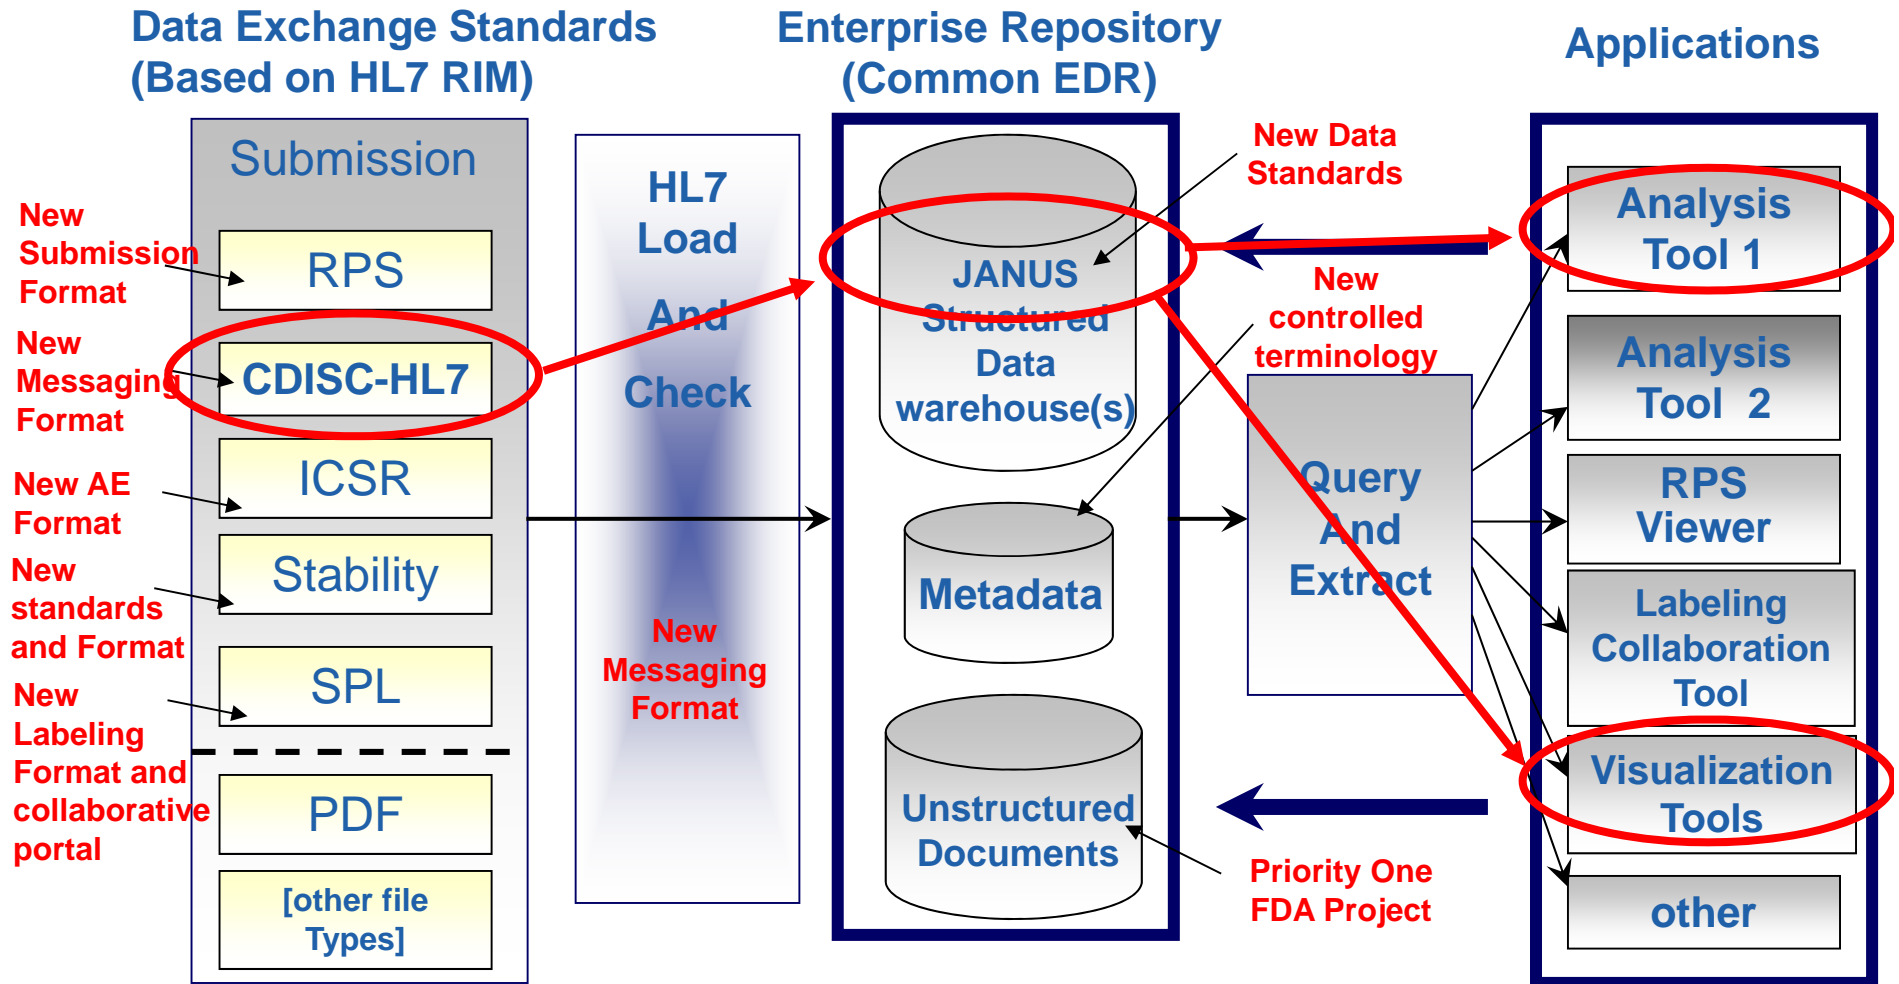 Data Exchange Standards
(Based on HL7 RIM)
Enterprise Repository
(Common EDR)
Applications
Submission
RPS
CDISC-HL7
ICSR
Stability
SPL
PDF
[other file
Types]
New
Submission
Format
New
Messaging
Format
New AE
Format
New
standards
and Format
New
Labeling
Format and
collaborative
portal
HL7
Load
And
Check
New
Messaging
Format
JANUS
Structured
Data
warehouse(s)
Metadata
Unstructured
Documents
New Data
Standards
New
controlled
terminology
Query
And
Extract
Priority One
FDA Project
Analysis
Tool 1
Analysis
Tool 2
RPS
Viewer
Labeling
Collaboration
Tool
Visualization
Tools
other